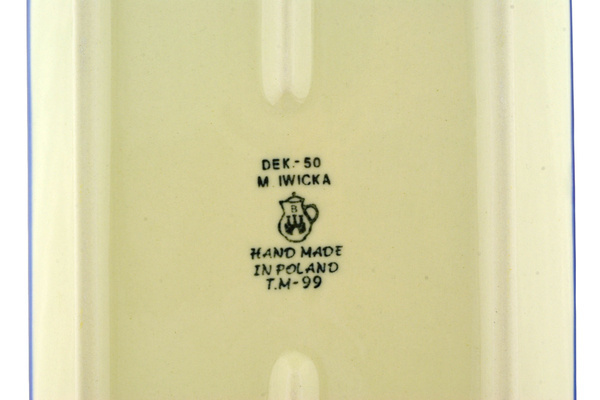 DEK.-50
M. IWICKA
B
HAND MADE
IN POLAND
T.M-99